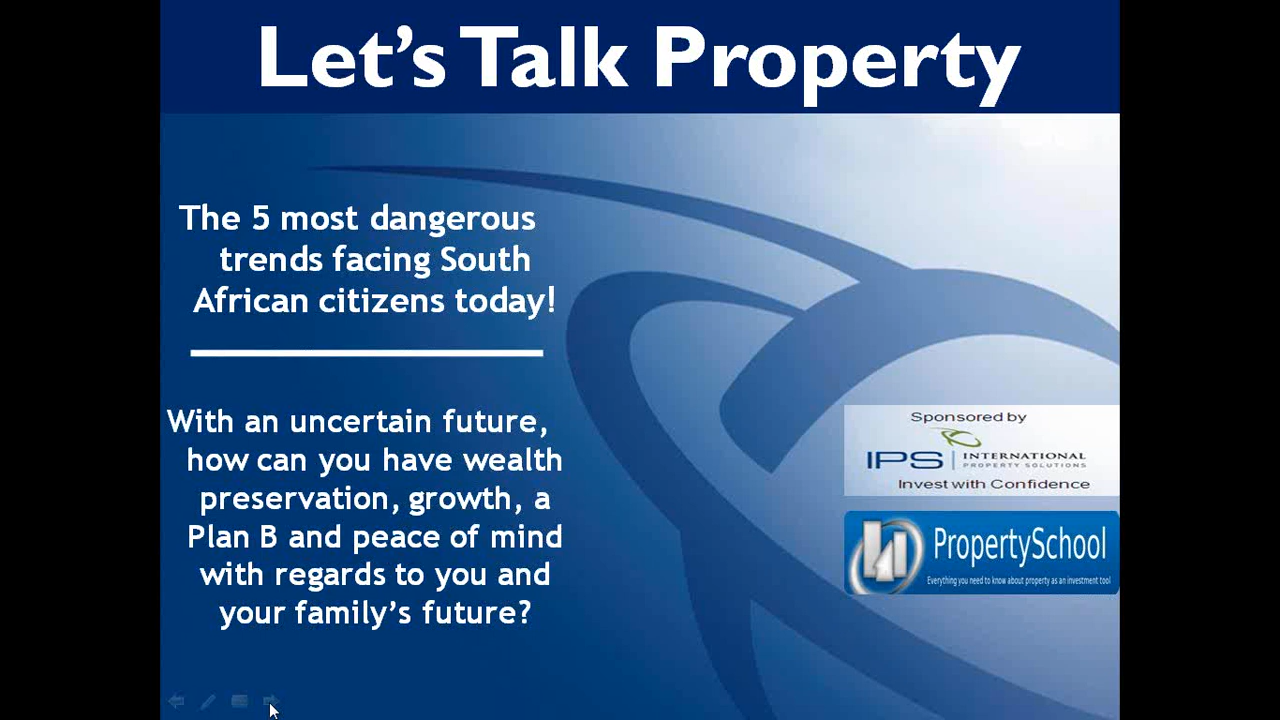 Let's Talk Property
The 5 most dangerous
trends facing South
African citizens today!
With an uncertain future,
how can you have wealth
preservation, growth, a
Plan B and peace of mind
with regards to you and
your family's future?
Sponsored by
IPS | INTERNATIONAL
PROPERTY SOLUTIONS
Invest with Confidence
PropertySchool
Everything you need to know about property as an investment tool